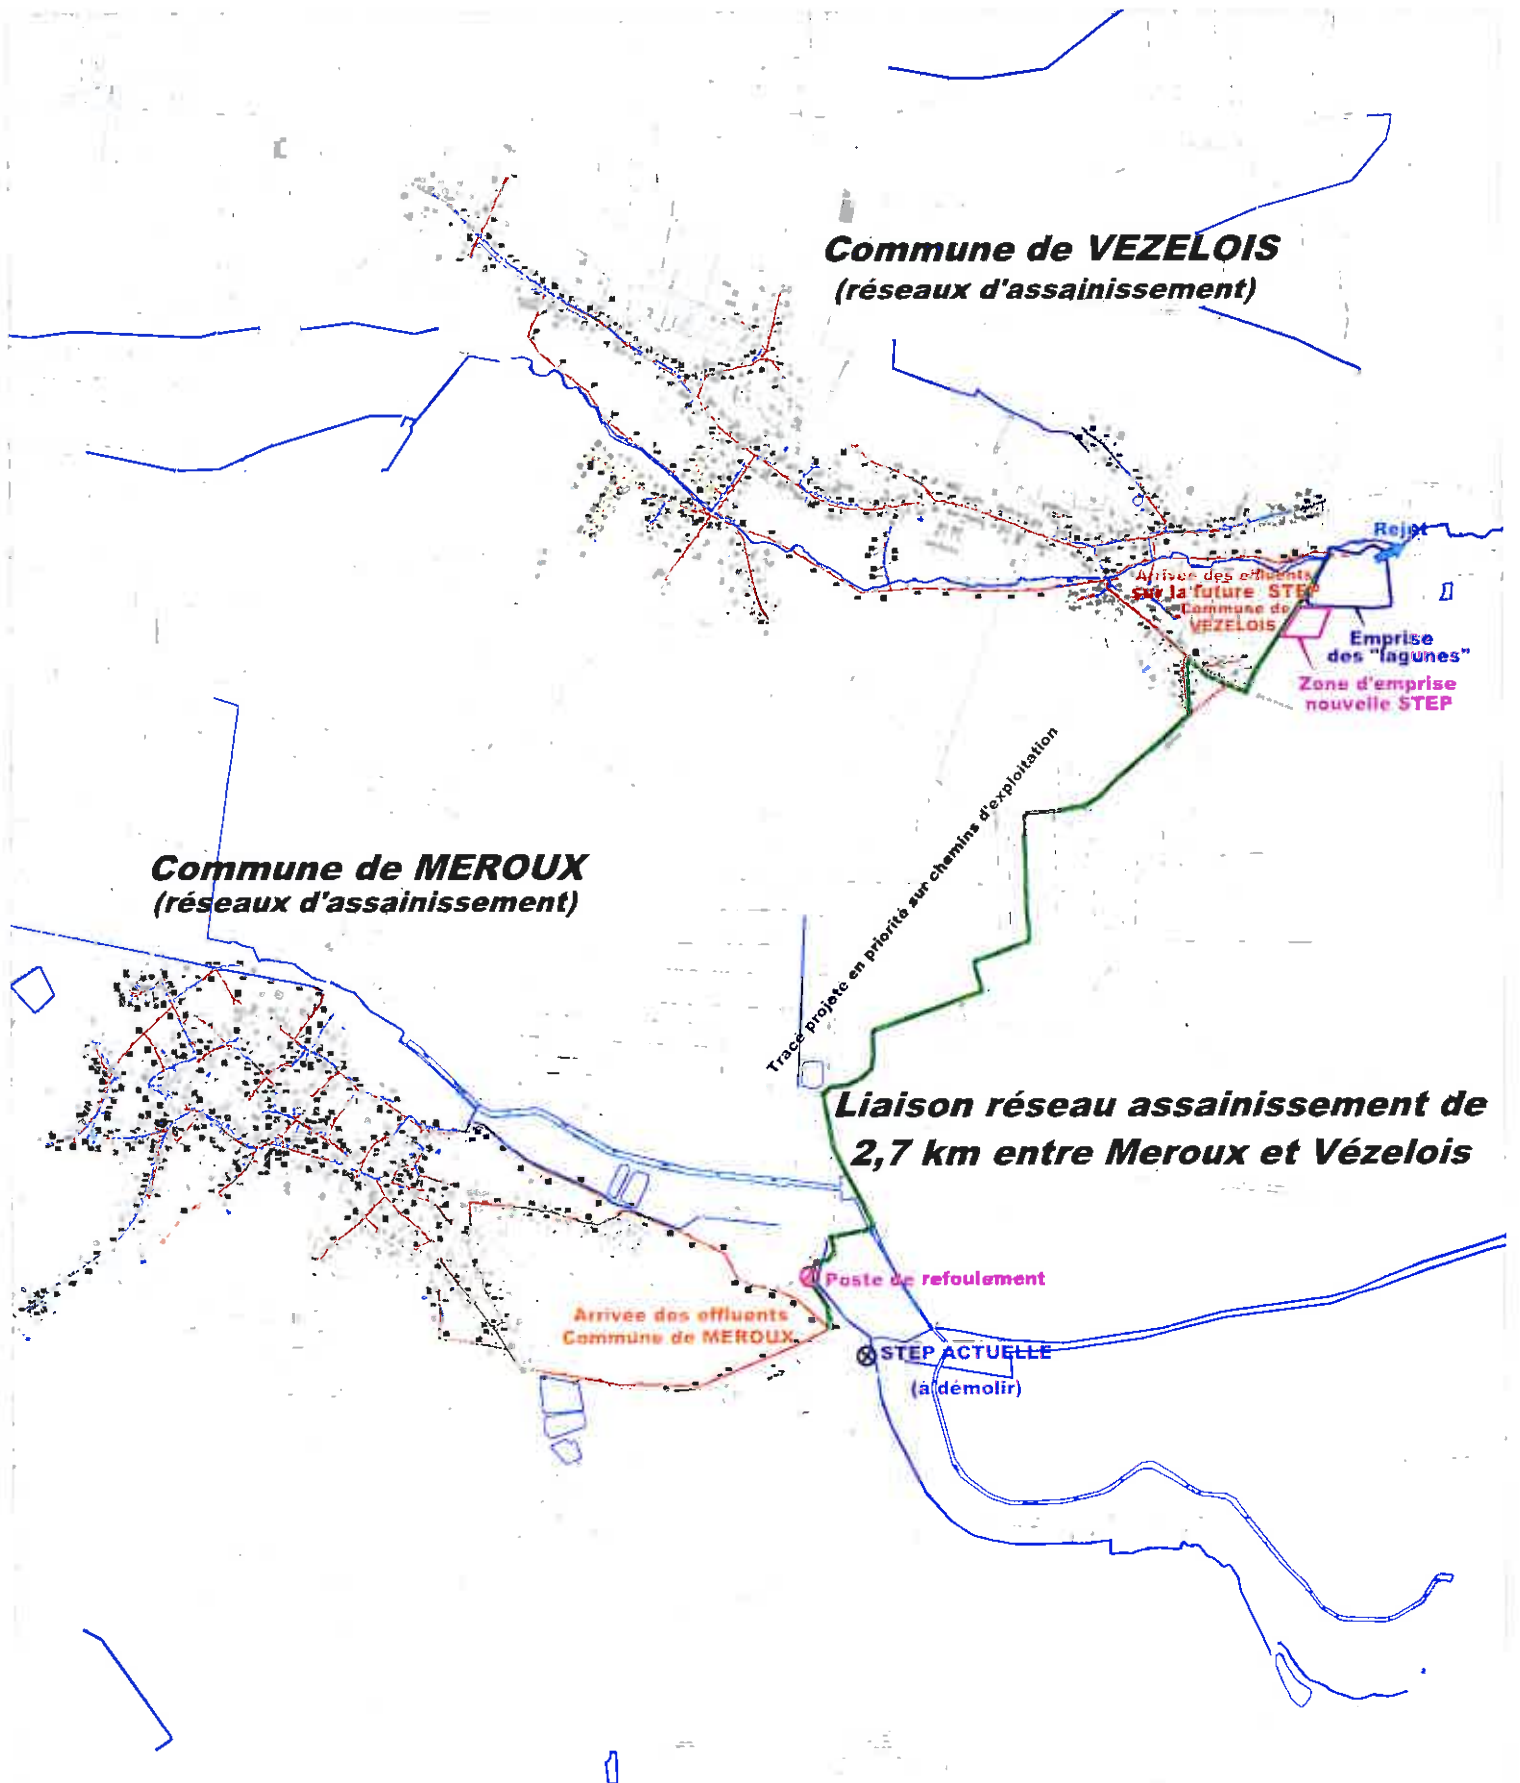 Commune de VEZELOIS
(réseaux d'assainissement)
Rejet
Arrivée des effluents
sur la future STEP
Commune de
VEZELOIS
Emprise
des "lagunes"
Zone d'emprise
nouvelle STEP
Tracé projeté en priorité sur chemins d'exploitation
Commune de MEROUX
(réseaux d'assainissement)
Liaison réseau assainissement de
2,7 km entre Meroux et Vézelois
Poste de refoulement
Arrivée des effluents
Commune de MEROUX
STEP ACTUELLE
(à démolir)